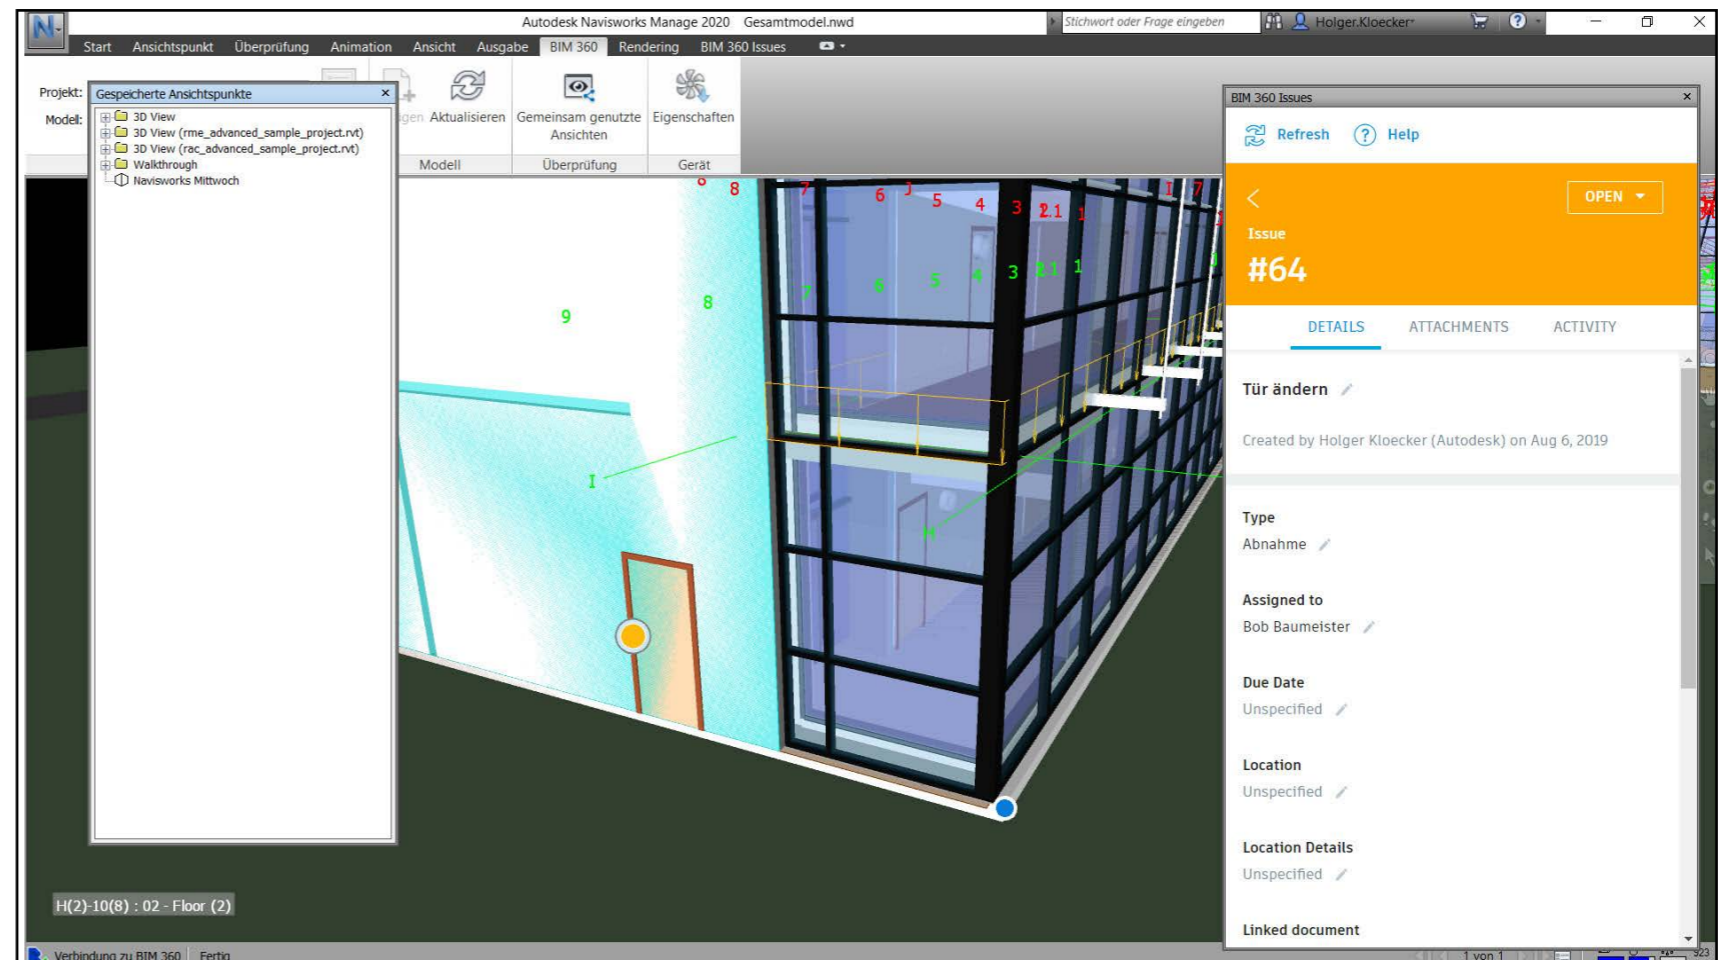 Autodesk Navisworks Manage 2020 Gesamtmodel.nwd
Stichwort oder Frage eingeben
Holger.Kloecker
Start Ansichtspunkt Überprüfung Animation Ansicht Ausgabe BIM 360 Rendering BIM 360 Issues
Projekt:
Modell:
Aktualisieren
Gemeinsam genutzte
Ansichten
Eigenschaften
Modell Überprüfung Gerät
Gespeicherte Ansichtspunkte
3D View
3D View (rme_advanced_sample_project.rvt)
3D View (rac_advanced_sample_project.rvt)
Walkthrough
Navisworks Mittwoch
8 7 6 J 5 4 3 1 I 7
9 8 7 5 4 3 1
I
H
H(2)-10(8) : 02 - Floor (2)
BIM 360 Issues
Refresh Help
OPEN
Issue
#64
DETAILS ATTACHMENTS ACTIVITY
Tür ändern
Created by Holger Kloecker (Autodesk) on Aug 6, 2019
Type
Abnahme
Assigned to
Bob Baumeister
Due Date
Unspecified
Location
Unspecified
Location Details
Unspecified
Linked document
Verbindung zu BIM 360 Fertig
1 von 1
923